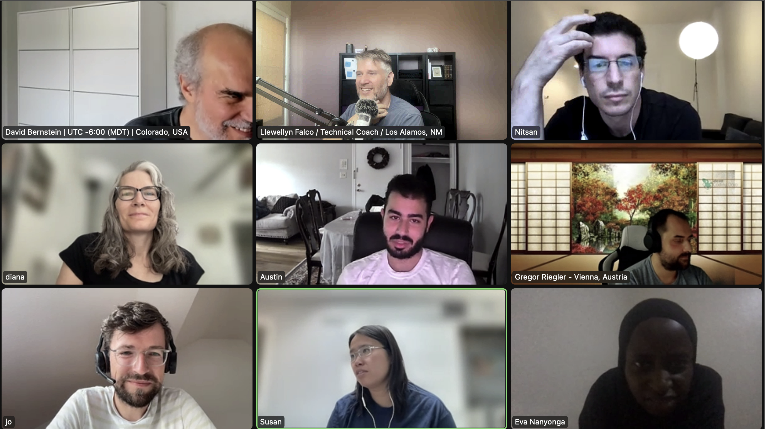 David Bernstein | UTC -6:00 (MDT) | Colorado, USA
Llewellyn Falco / Technical Coach / Los Alamos, NM
Nitsan
diana
Austin
Gregor Riegler - Vienna, Austria
jo
Susan
Eva Nanyonga